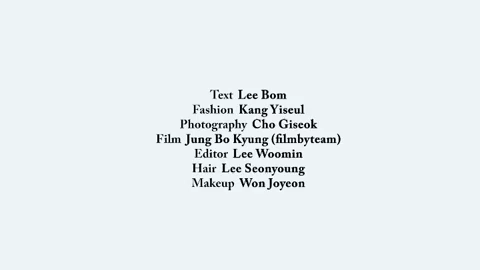 Text Lee Bom
Fashion Kang Yiseul
Photography Cho Giseok
Film Jung Bo Kyung (filmbyteam)
Editor Lee Woomin
Hair Lee Seonyoung
Makeup Won Joyeon